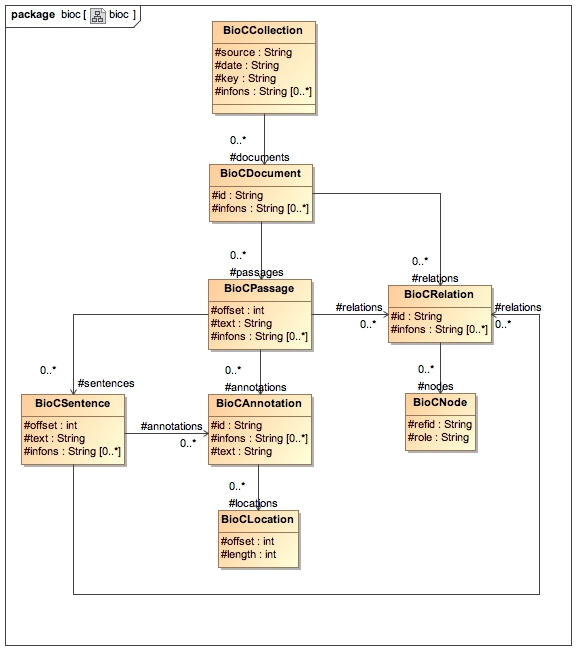 package bioc [ bioc ]
BioCCollection
#source : String
#date : String
#key : String
#infons : String [0..*]
0..*
#documents
BioCDocument
#id : String
#infons : String [0..*]
0..*
#passages
0..*
#relations
BioCPassage
#offset : int
#text : String
#infons : String [0..*]
#relations
0..*
BioCRelation
#id : String
#infons : String [0..*]
#relations
0..*
0..*
#sentences
0..*
#annotations
0..*
#nodes
BioCSentence
#offset : int
#text : String
#infons : String [0..*]
#annotations
0..*
BioCAnnotation
#id : String
#infons : String [0..*]
#text : String
BioCNode
#refid : String
#role : String
0..*
#locations
BioCLocation
#offset : int
#length : int